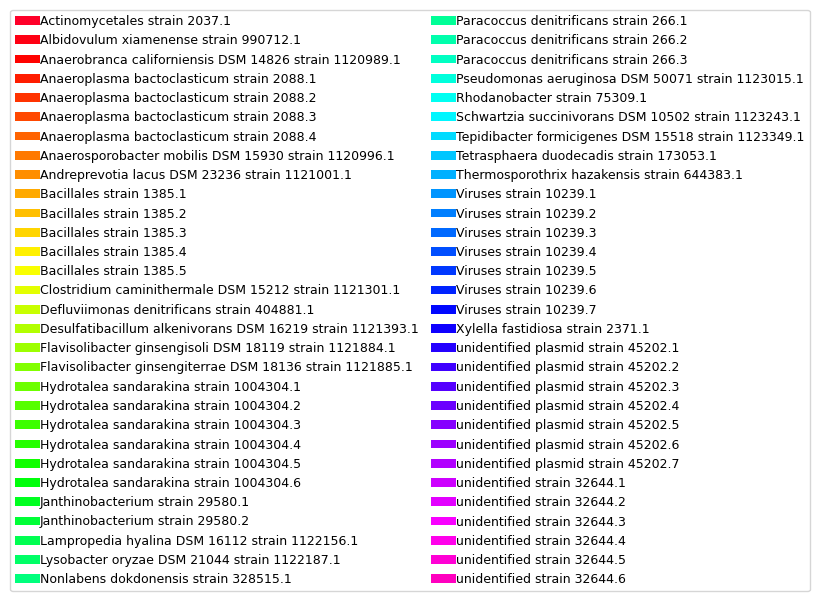 Actinomycetales strain 2037.1
Albidovulum xiamenense strain 990712.1
Anaerobranca californiensis DSM 14826 strain 1120989.1
Anaeroplasma bactoclasticum strain 2088.1
Anaeroplasma bactoclasticum strain 2088.2
Anaeroplasma bactoclasticum strain 2088.3
Anaeroplasma bactoclasticum strain 2088.4
Anaerosporobacter mobilis DSM 15930 strain 1120996.1
Andreprevotia lacus DSM 23236 strain 1121001.1
Bacillales strain 1385.1
Bacillales strain 1385.2
Bacillales strain 1385.3
Bacillales strain 1385.4
Bacillales strain 1385.5
Clostridium caminithermale DSM 15212 strain 1121301.1
Defluviimonas denitrificans strain 404881.1
Desulfatibacillum alkenivorans DSM 16219 strain 1121393.1
Flavisolibacter ginsengisoli DSM 18119 strain 1121884.1
Flavisolibacter ginsengiterrae DSM 18136 strain 1121885.1
Hydrotalea sandarakina strain 1004304.1
Hydrotalea sandarakina strain 1004304.2
Hydrotalea sandarakina strain 1004304.3
Hydrotalea sandarakina strain 1004304.4
Hydrotalea sandarakina strain 1004304.5
Hydrotalea sandarakina strain 1004304.6
Janthinobacterium strain 29580.1
Janthinobacterium strain 29580.2
Lampropedia hyalina DSM 16112 strain 1122156.1
Lysobacter oryzae DSM 21044 strain 1122187.1
Nonlabens dokdonensis strain 328515.1
Paracoccus denitrificans strain 266.1
Paracoccus denitrificans strain 266.2
Paracoccus denitrificans strain 266.3
Pseudomonas aeruginosa DSM 50071 strain 1123015.1
Rhodanobacter strain 75309.1
Schwartzia succinivorans DSM 10502 strain 1123243.1
Tepidibacter formicigenes DSM 15518 strain 1123349.1
Tetrasphaera duodecadis strain 173053.1
Thermosporothrix hazakensis strain 644383.1
Viruses strain 10239.1
Viruses strain 10239.2
Viruses strain 10239.3
Viruses strain 10239.4
Viruses strain 10239.5
Viruses strain 10239.6
Viruses strain 10239.7
Xylella fastidiosa strain 2371.1
unidentified plasmid strain 45202.1
unidentified plasmid strain 45202.2
unidentified plasmid strain 45202.3
unidentified plasmid strain 45202.4
unidentified plasmid strain 45202.5
unidentified plasmid strain 45202.6
unidentified plasmid strain 45202.7
unidentified strain 32644.1
unidentified strain 32644.2
unidentified strain 32644.3
unidentified strain 32644.4
unidentified strain 32644.5
unidentified strain 32644.6